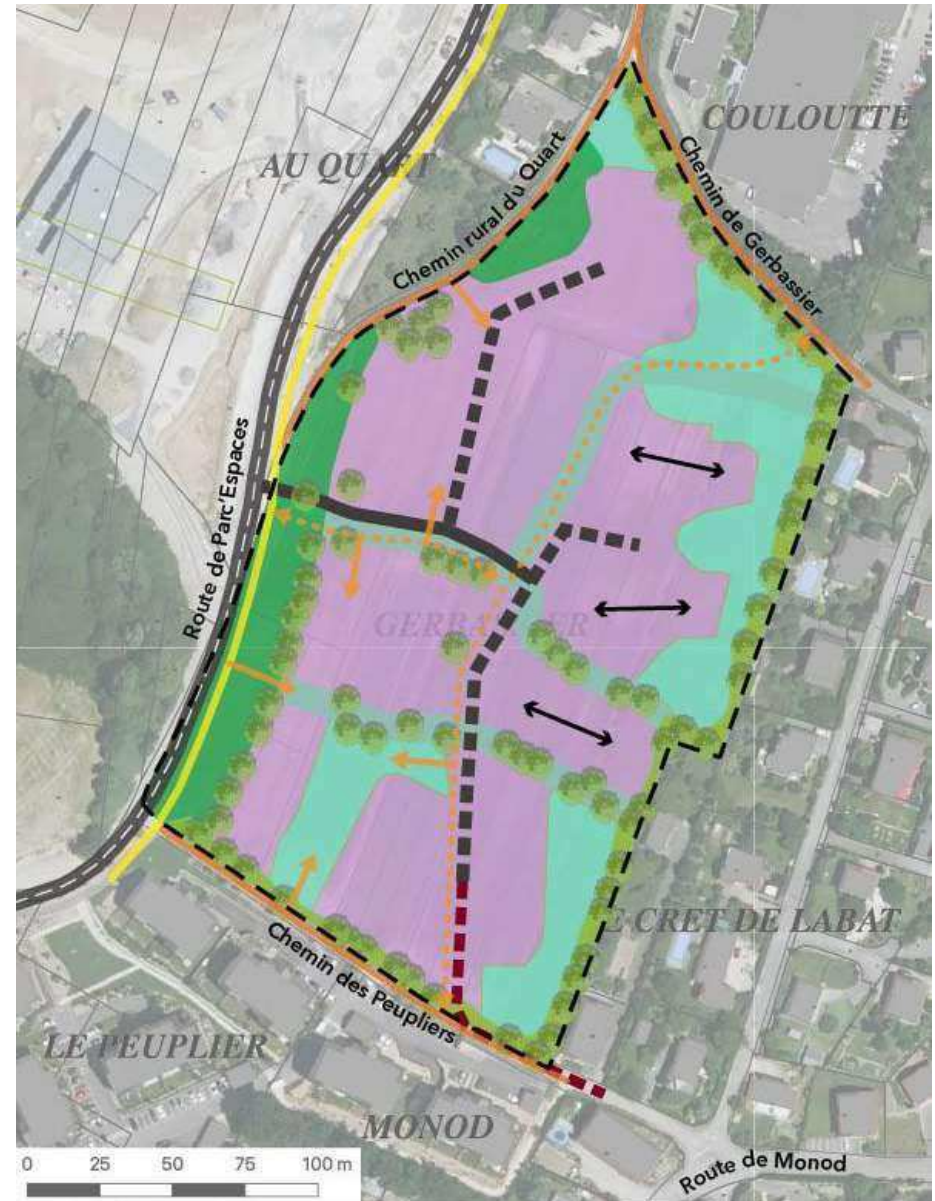 COULOUTTE
AU QUART
Chemin rural du Quart
Chemin de Gerbassier
Route de Parc'Espaces
GERBASSIER
E CRET DE LABAT
Chemin des Peupliers
LE PEUPLIER
MONOD
Route de Monod
0 25 50 75 100 m